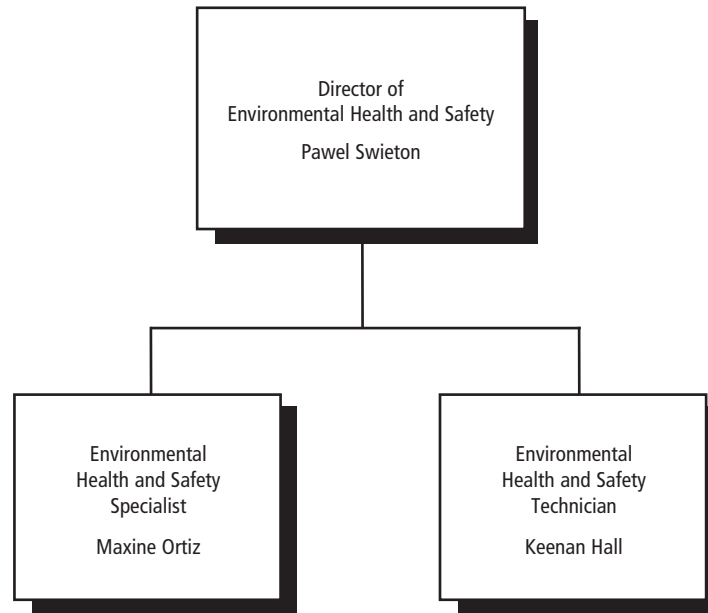 Director of
Environmental Health and Safety
Pawel Swieton
Environmental
Health and Safety
Specialist
Maxine Ortiz
Environmental
Health and Safety
Technician
Keenan Hall